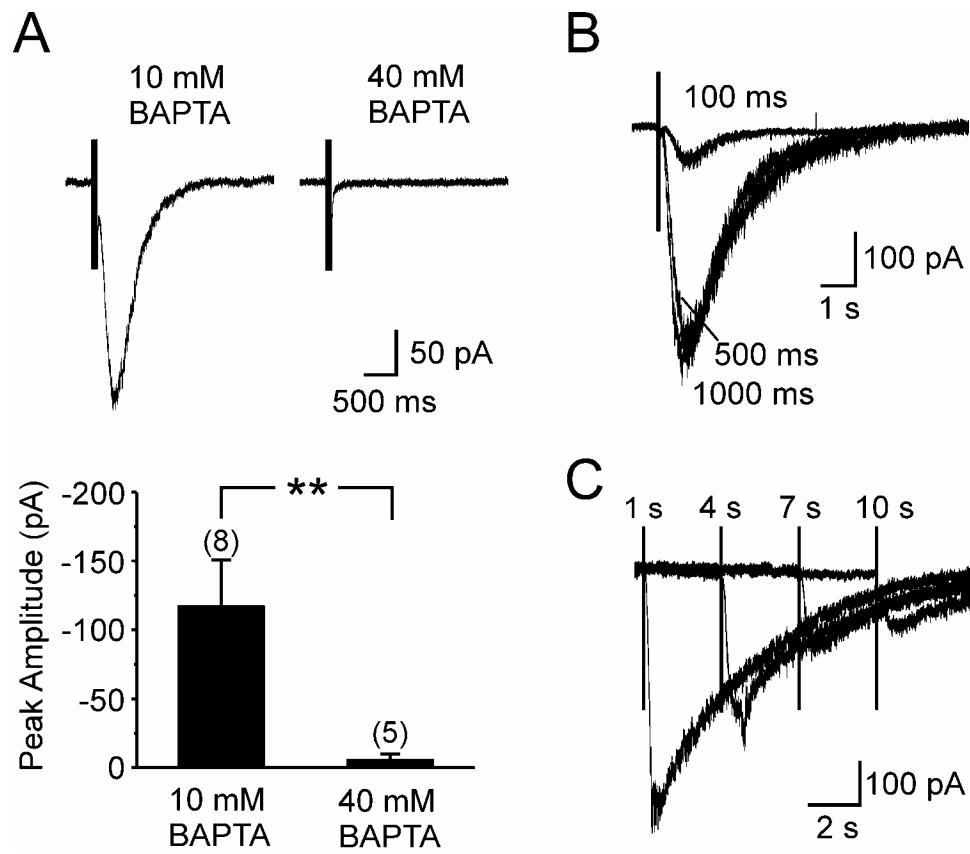 A
10 mM
BAPTA
40 mM
BAPTA
50 pA
500 ms
B
100 ms
100 pA
1 s
500 ms
1000 ms
Peak Amplitude (pA)
-200
-150
-100
-50
0
**
(8)
(5)
10 mM
BAPTA
40 mM
BAPTA
C
1 s 4 s 7 s 10 s
100 pA
2 s